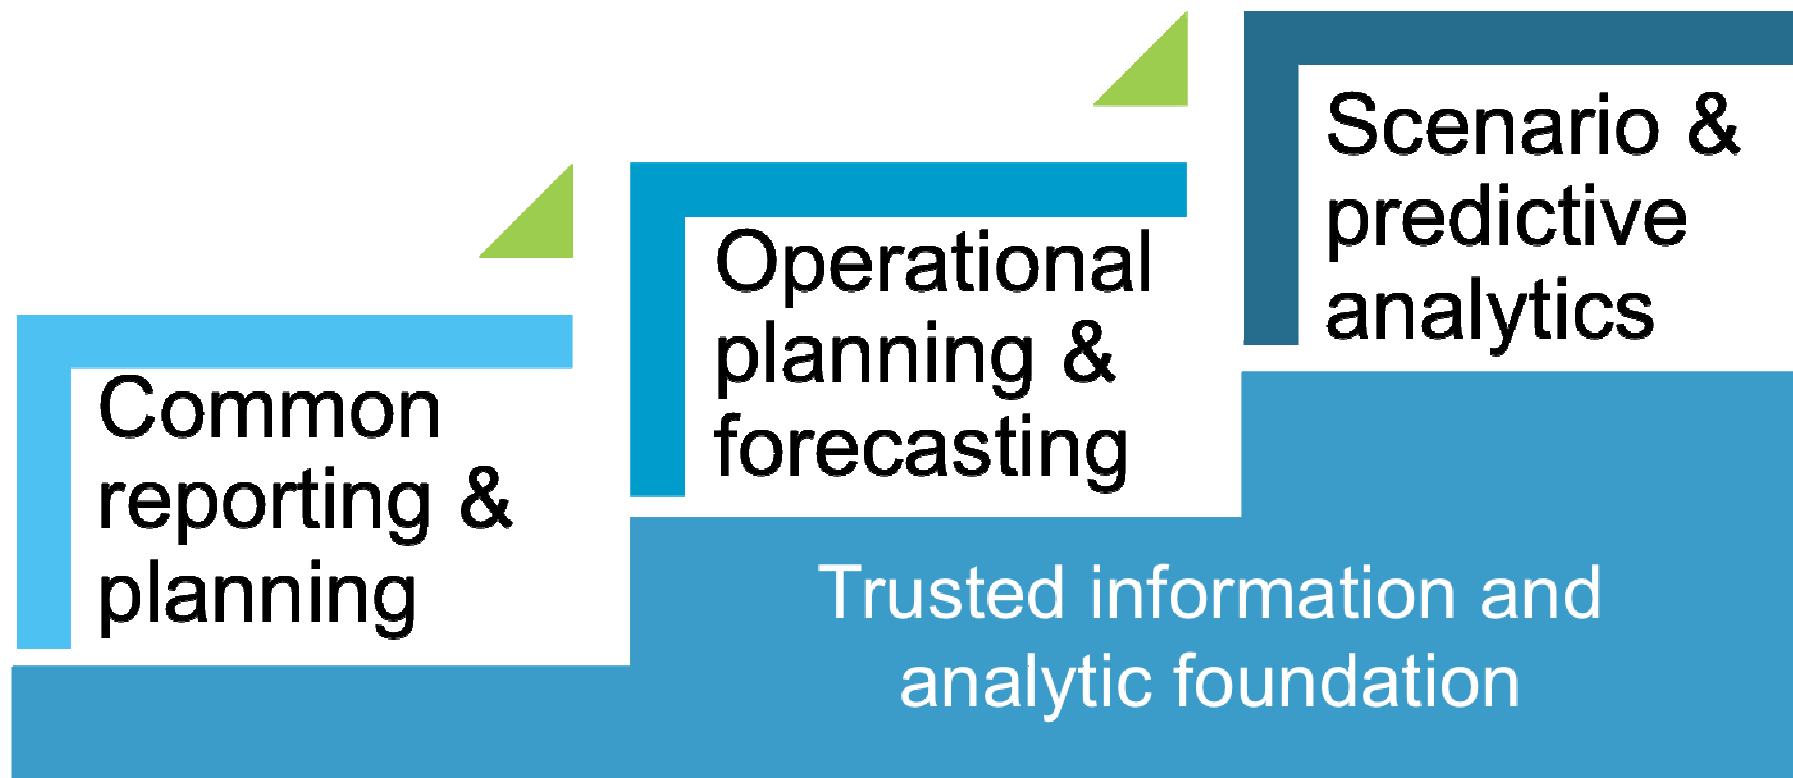 Common
reporting &
planning
Operational
planning &
forecasting
Scenario &
predictive
analytics
Trusted information and
analytic foundation